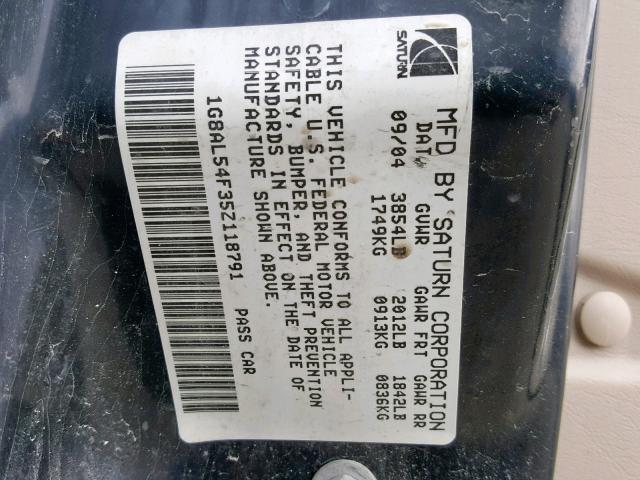 SATURN
MFD BY SATURN CORPORATION
DATE GVWR GAWR FRT GAWR RR
09/04 3854LB 2012LB 1842LB
1749KG 0913KG 0836KG
THIS VEHICLE CONFORMS TO ALL APPLI-
CABLE U.S. FEDERAL MOTOR VEHICLE
SAFETY, BUMPER, AND THEFT PREVENTION
STANDARDS IN EFFECT ON THE DATE OF
MANUFACTURE SHOWN ABOVE.
1G8AL54F35Z118791 PASS CAR